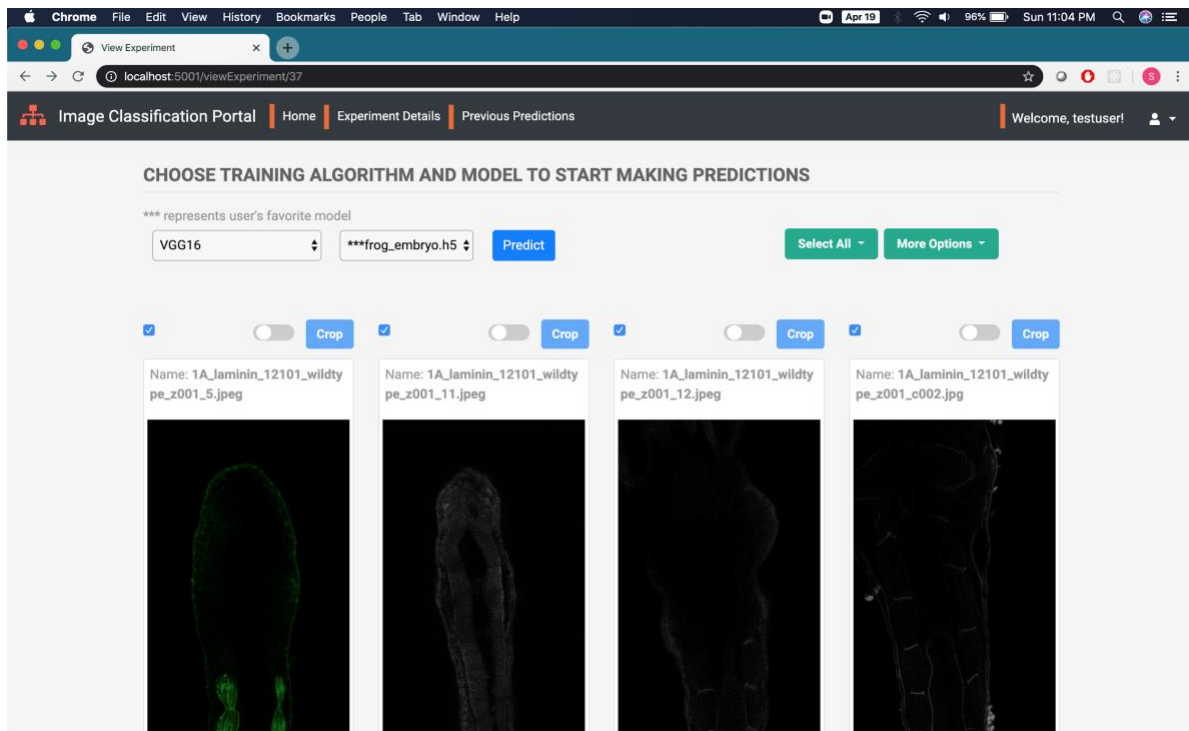 Chrome File Edit View History Bookmarks People Tab Window Help Apr 19 96% Sun 11:04 PM
View Experiment
localhost:5001/viewExperiment/37 S
Image Classification Portal Home Experiment Details Previous Predictions Welcome, testuser!
CHOOSE TRAINING ALGORITHM AND MODEL TO START MAKING PREDICTIONS
*** represents user's favorite model
VGG16 ***frog_embryo.h5 Predict Select All More Options
Crop Crop Crop Crop
Name: 1A_laminin_12101_wildty Name: 1A_laminin_12101_wildty Name: 1A_laminin_12101_wildty Name: 1A_laminin_12101_wildty
pe_z001_5.jpeg pe_z001_11.jpeg pe_z001_12.jpeg pe_z001_c002.jpg